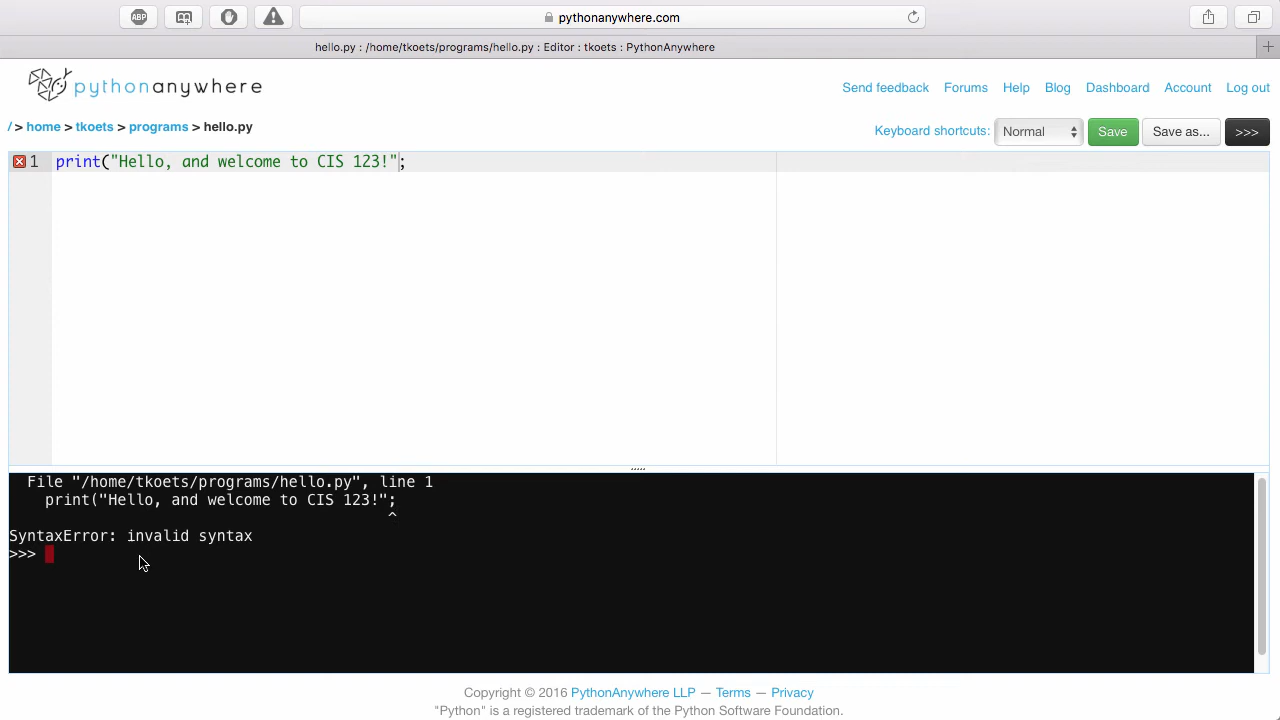 ABP
pythonanywhere.com
hello.py : /home/tkoets/programs/hello.py : Editor : tkoets : PythonAnywhere
pythonanywhere
Send feedback Forums Help Blog Dashboard Account Log out
/ > home > tkoets > programs > hello.py
Keyboard shortcuts: Normal Save Save as... >>>
1 print("Hello, and welcome to CIS 123!";
File "/home/tkoets/programs/hello.py", line 1
print("Hello, and welcome to CIS 123!";
^
SyntaxError: invalid syntax
>>>
Copyright © 2016 PythonAnywhere LLP — Terms — Privacy
"Python" is a registered trademark of the Python Software Foundation.